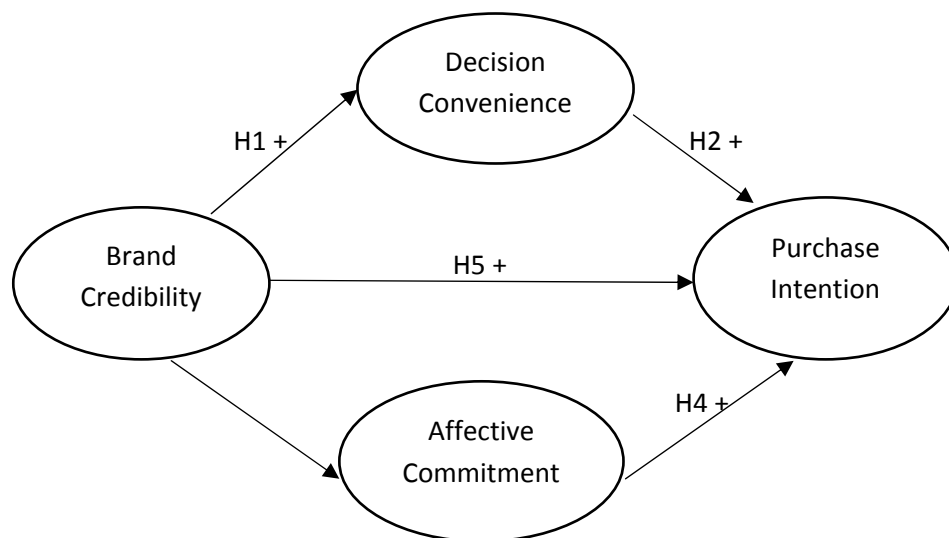 Decision
Convenience
H1 +
H2 +
Brand
Credibility
H5 +
Purchase
Intention
H4 +
Affective
Commitment